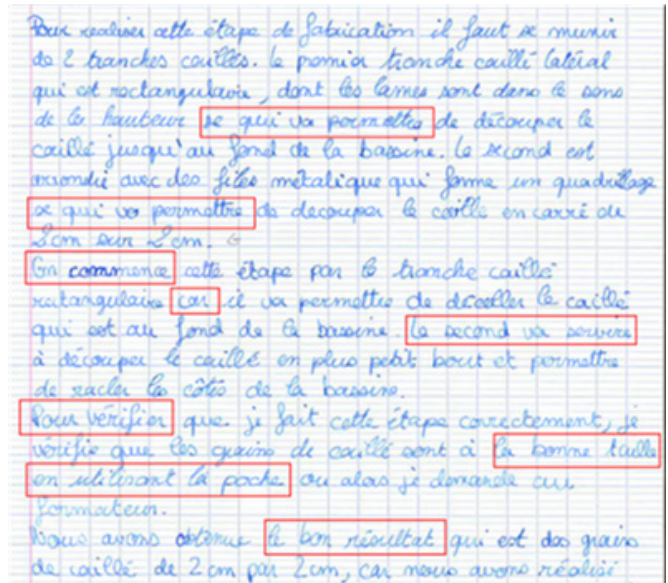 Pour realiser cette étape de fabrication il faut se munir
de 2 tranches caillés. Le premier tranche caillé latéral
qui est rectangulaire, dont les lames sont dans le sens
de la hauteur se qui va permettre de découper le
caillé jusqu'au fond de la bassine. Le second est
arrondie avec des files métalique qui forme un quadrillage
se qui va permettre de decouper le caille en carré de
2cm sur 2cm.
On commence cette étape par le tranche caillé
rectangulaire car il va permettre de décoller le caillé
qui est au fond de la bassine. Le second va servire
à découper le caillé en plus petit bout et permettre
de racler les côtés de la bassine.
Pour vérifier que je fait cette étape correctement, je
vérifie que les grains de caillé sont à la bonne taille
en utilisant la poche ou alors je demande au
formateur.
Nous avons obtenue le bon résultat qui est des grains
de caillé de 2cm par 2cm, car nous avons réalisé